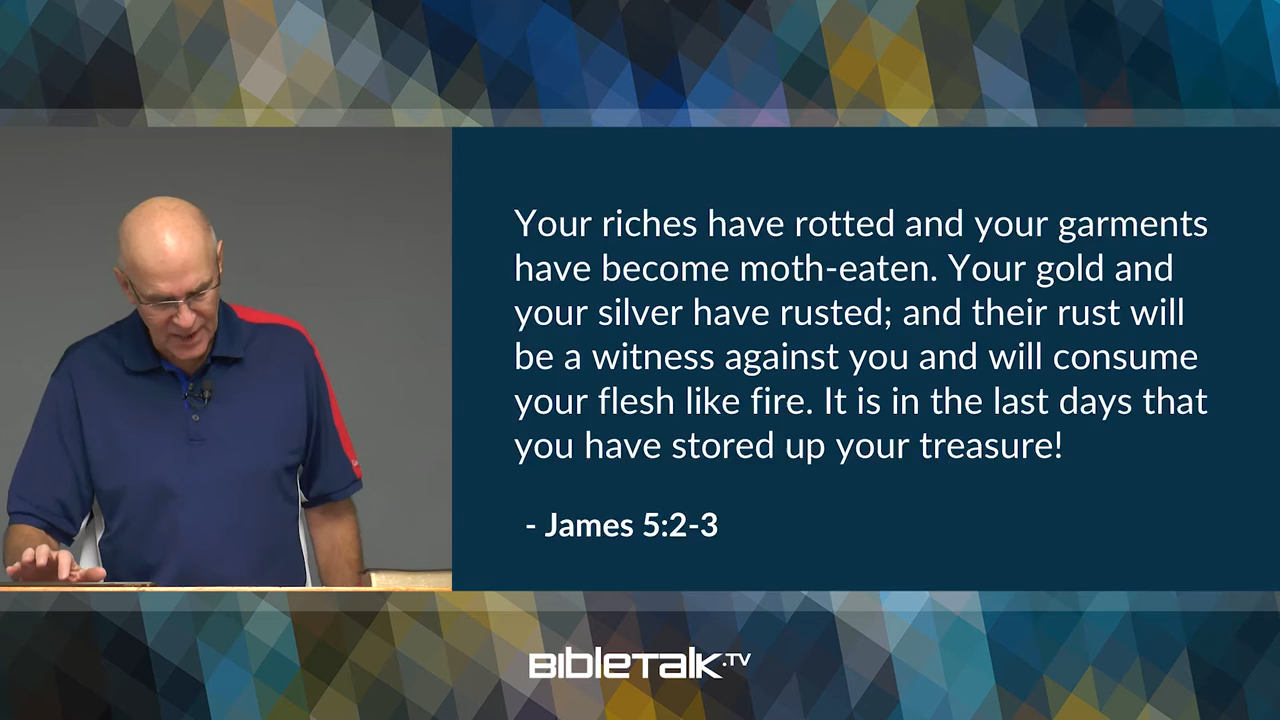 Your riches have rotted and your garments
have become moth-eaten. Your gold and
your silver have rusted; and their rust will
be a witness against you and will consume
your flesh like fire. It is in the last days that
you have stored up your treasure!
- James 5:2-3
BIBLETALK.TV